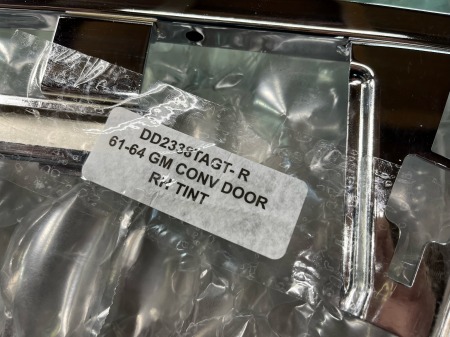 DD2338TAGT- R
61-64 GM CONV DOOR
RH TINT